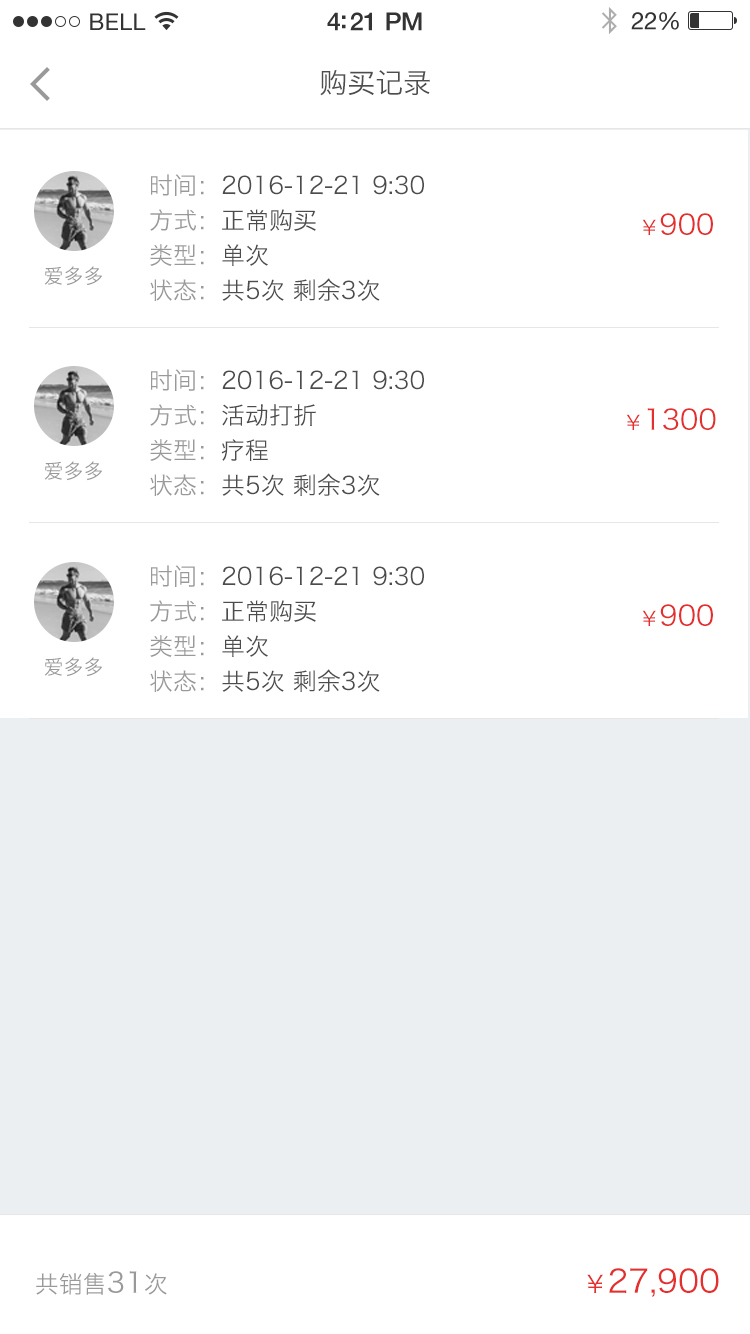 BELL 4:21 PM 22%
购买记录
时间：2016-12-21 9:30
方式：正常购买
¥900
类型：单次
爱多多
状态：共5次 剩余3次
时间：2016-12-21 9:30
方式：活动打折
¥1300
类型：疗程
爱多多
状态：共5次 剩余3次
时间：2016-12-21 9:30
方式：正常购买
¥900
类型：单次
爱多多
状态：共5次 剩余3次
共销售31次
¥27,900